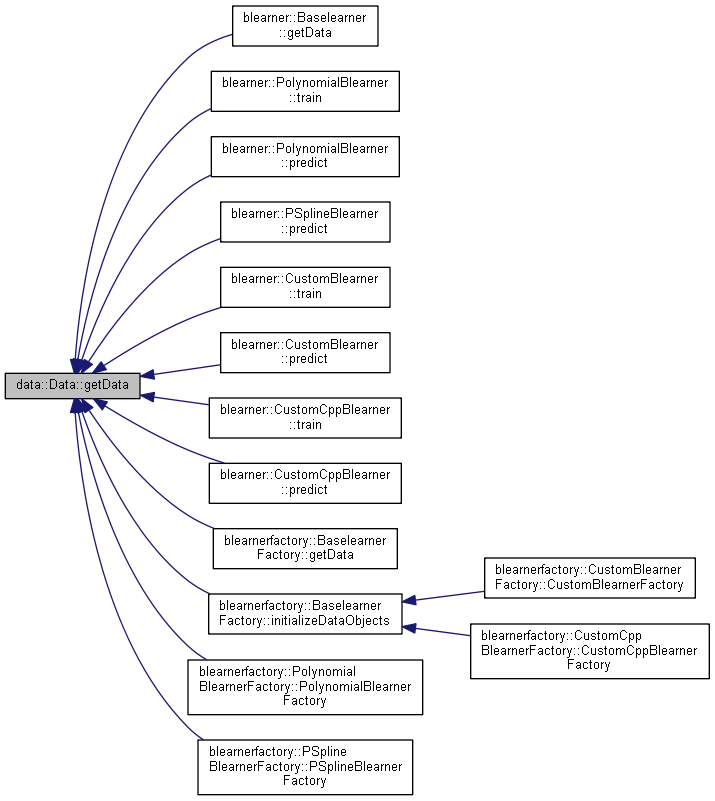 blearner::Baselearner
::getData
blearner::PolynomialBlearner
::train
blearner::PolynomialBlearner
::predict
blearner::PSplineBlearner
::predict
blearner::CustomBlearner
::train
blearner::CustomBlearner
::predict
data::Data::getData
blearner::CustomCppBlearner
::train
blearner::CustomCppBlearner
::predict
blearnerfactory::Baselearner
Factory::getData
blearnerfactory::Baselearner
Factory::initializeDataObjects
blearnerfactory::CustomBlearner
Factory::CustomBlearnerFactory
blearnerfactory::CustomCpp
BlearnerFactory::CustomCppBlearner
Factory
blearnerfactory::Polynomial
BlearnerFactory::PolynomialBlearner
Factory
blearnerfactory::PSpline
BlearnerFactory::PSplineBlearner
Factory